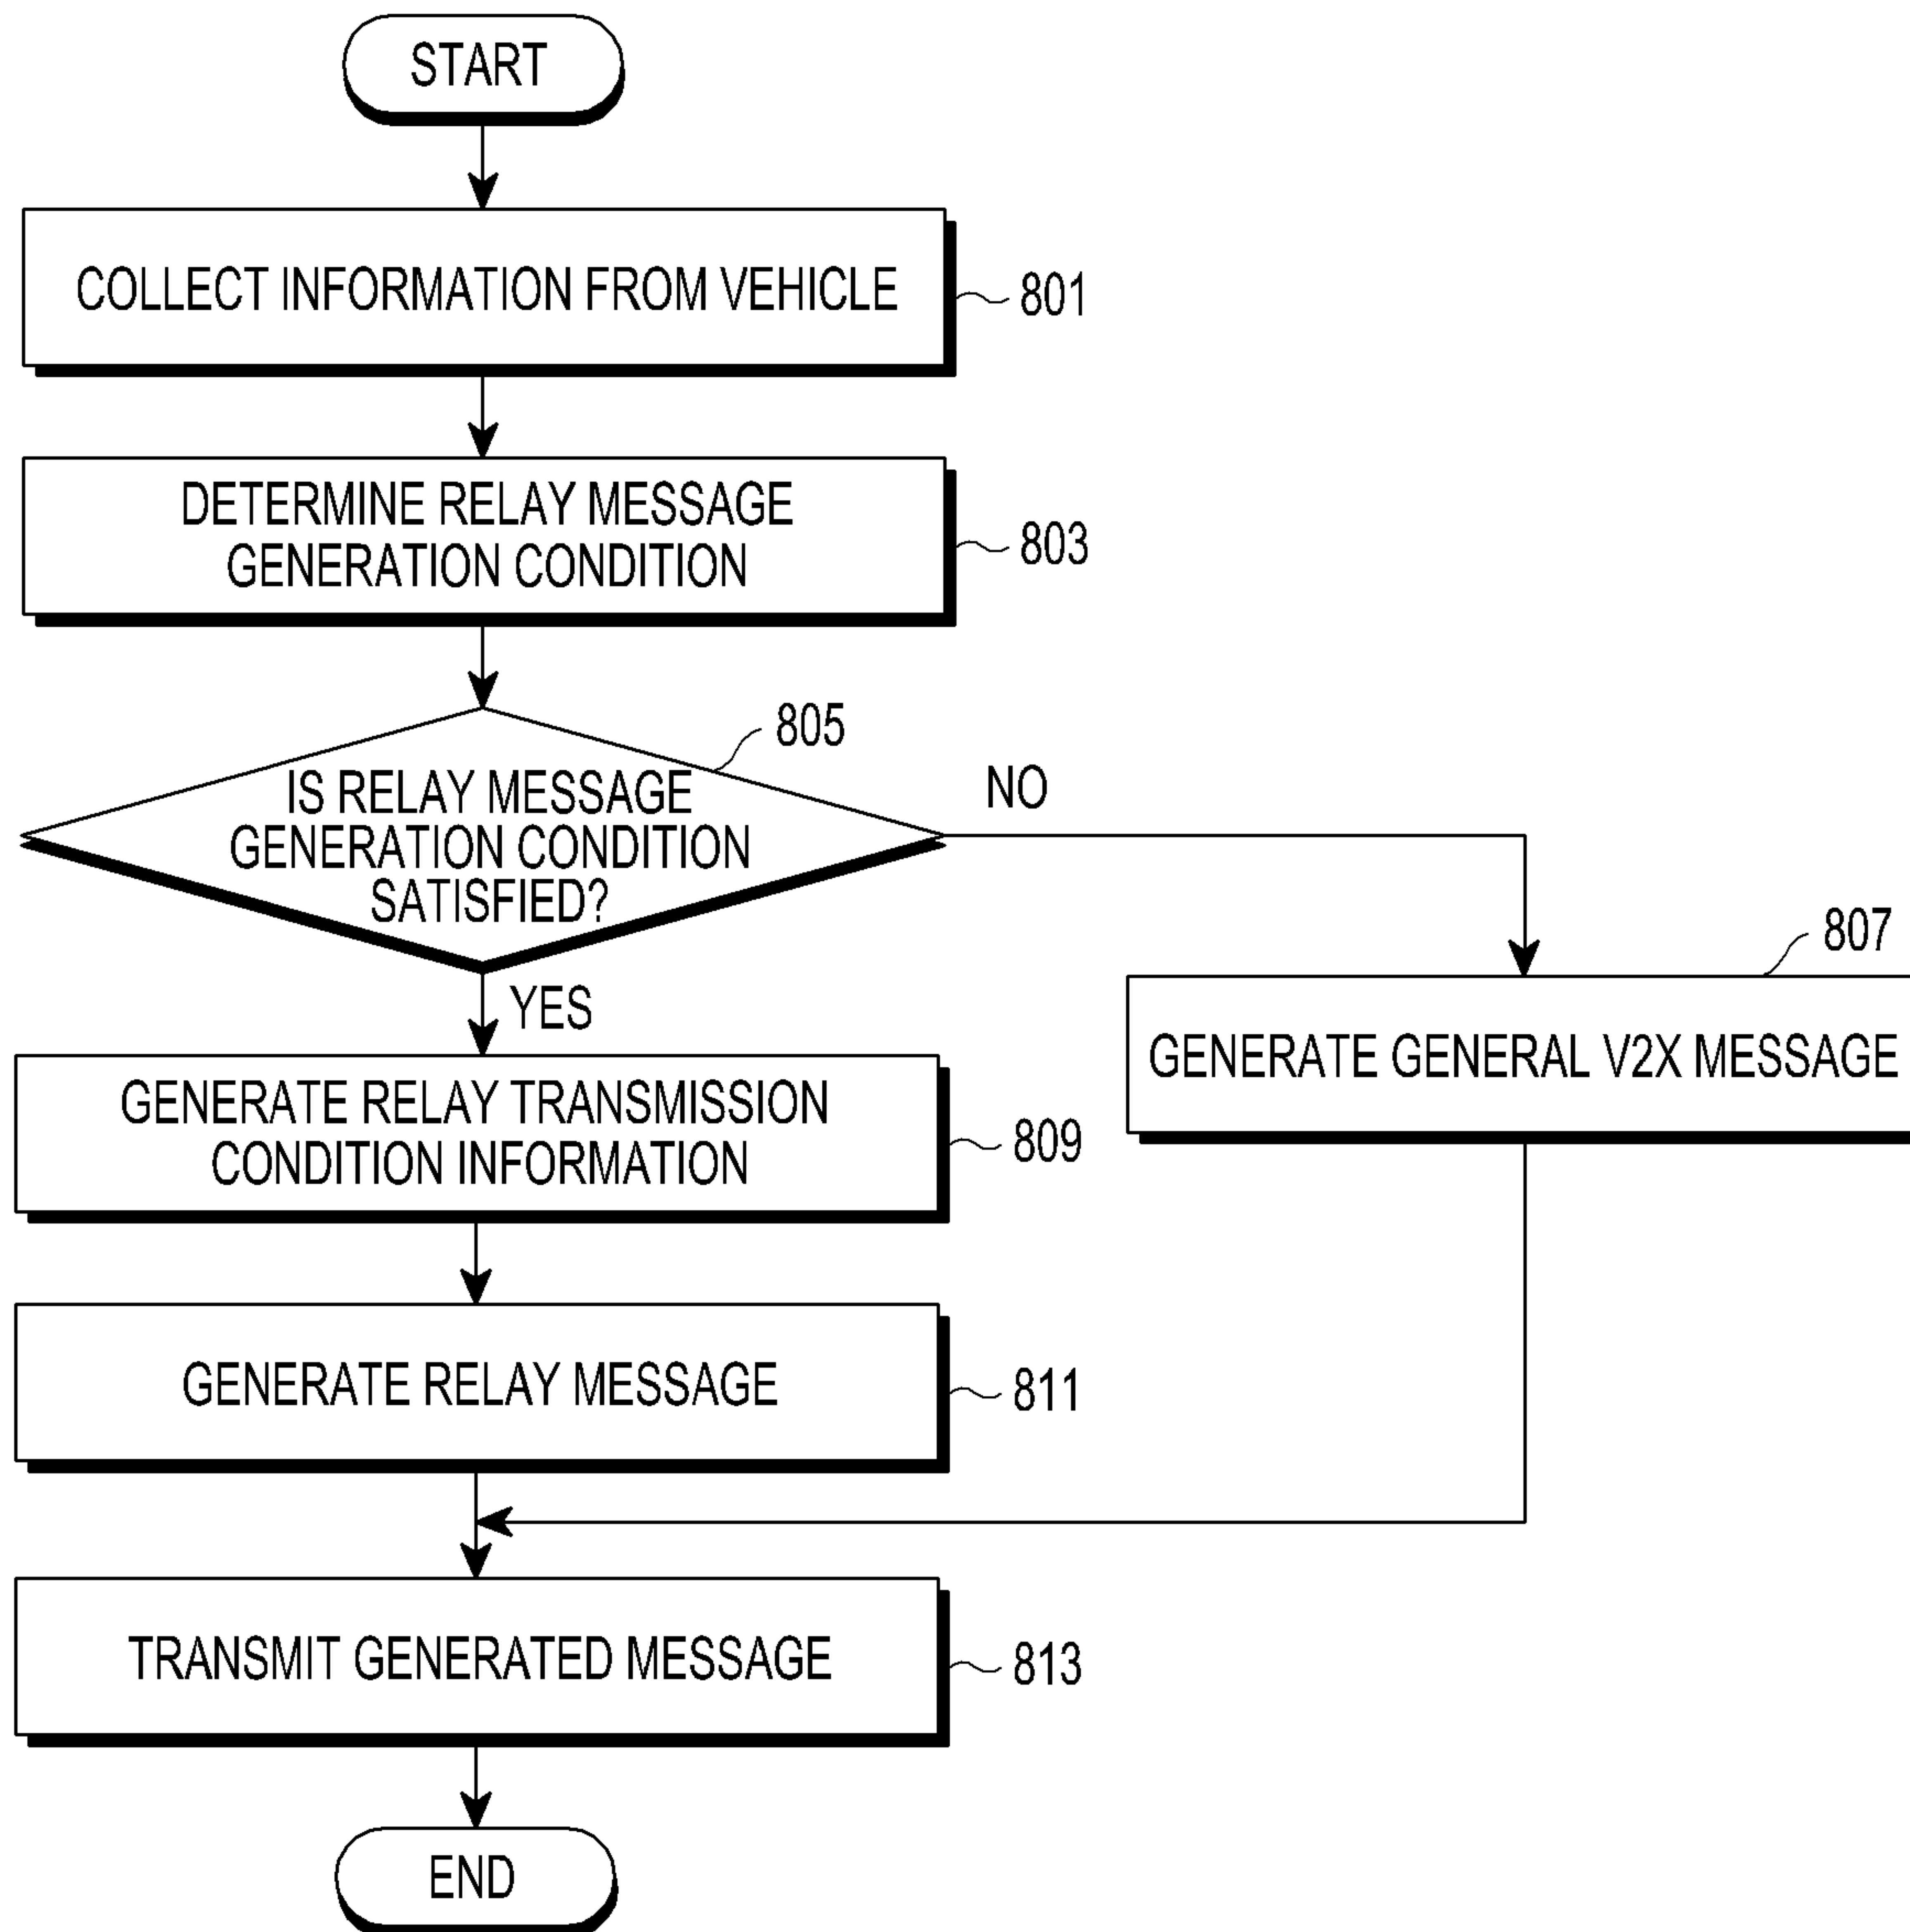 START
COLLECT INFORMATION FROM VEHICLE
801
DETERMINE RELAY MESSAGE
GENERATION CONDITION
803
805
IS RELAY MESSAGE
GENERATION CONDITION
SATISFIED?
NO
YES
807
GENERATE GENERAL V2X MESSAGE
GENERATE RELAY TRANSMISSION
CONDITION INFORMATION
809
GENERATE RELAY MESSAGE
811
TRANSMIT GENERATED MESSAGE
813
END